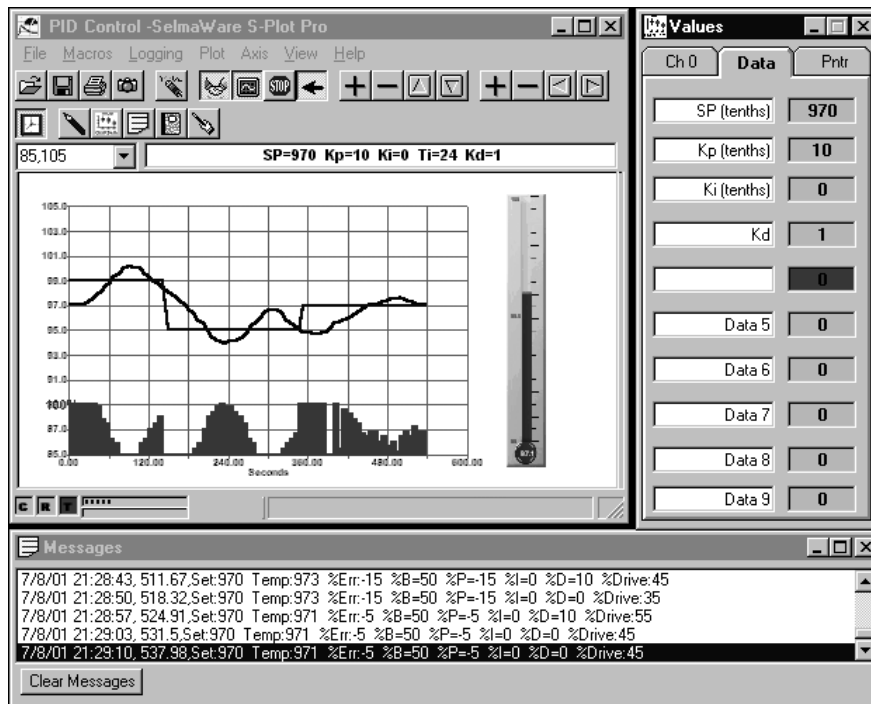 PID Control -SelmaWare S-Plot Pro
File Macros Logging Plot Axis View Help
STOP
85,105
SP=970 Kp=10 Ki=0 Ti=24 Kd=1
105.0
103.0
101.0
99.0
97.0
95.0
93.0
91.0
87.0
85.0
0.00 120.00 240.00 360.00 480.00 600.00
Seconds
97.1
C R T
Values
Ch 0 Data Pntr
SP (tenths) 970
Kp (tenths) 10
Ki (tenths) 0
Kd 1
0
Data 5 0
Data 6 0
Data 7 0
Data 8 0
Data 9 0
Messages
7/8/01 21:28:43, 511.67,Set:970 Temp:973 %Err:-15 %B=50 %P=-15 %I=0 %D=10 %Drive:45
7/8/01 21:28:50, 518.32,Set:970 Temp:973 %Err:-15 %B=50 %P=-15 %I=0 %D=0 %Drive:35
7/8/01 21:28:57, 524.91,Set:970 Temp:971 %Err:-5 %B=50 %P=-5 %I=0 %D=10 %Drive:55
7/8/01 21:29:03, 531.5,Set:970 Temp:971 %Err:-5 %B=50 %P=-5 %I=0 %D=0 %Drive:45
7/8/01 21:29:10, 537.98,Set:970 Temp:971 %Err:-5 %B=50 %P=-5 %I=0 %D=0 %Drive:45
Clear Messages